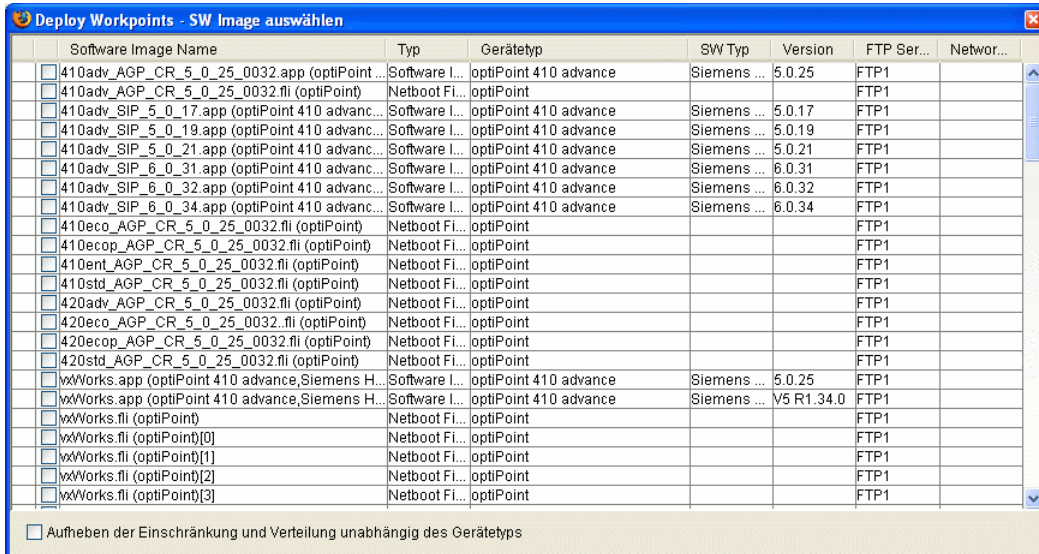 Deploy Workpoints - SW Image auswählen
Software Image Name Typ Gerätetyp SW Typ Version FTP Ser... Networ...
410adv_AGP_CR_5_0_25_0032.app (optiPoint ... Software I... optiPoint 410 advance Siemens ... 5.0.25 FTP1
410adv_AGP_CR_5_0_25_0032.fli (optiPoint) Netboot Fi... optiPoint FTP1
410adv_SIP_5_0_17.app (optiPoint 410 advanc... Software I... optiPoint 410 advance Siemens ... 5.0.17 FTP1
410adv_SIP_5_0_19.app (optiPoint 410 advanc... Software I... optiPoint 410 advance Siemens ... 5.0.19 FTP1
410adv_SIP_5_0_21.app (optiPoint 410 advanc... Software I... optiPoint 410 advance Siemens ... 5.0.21 FTP1
410adv_SIP_6_0_31.app (optiPoint 410 advanc... Software I... optiPoint 410 advance Siemens ... 6.0.31 FTP1
410adv_SIP_6_0_32.app (optiPoint 410 advanc... Software I... optiPoint 410 advance Siemens ... 6.0.32 FTP1
410adv_SIP_6_0_34.app (optiPoint 410 advanc... Software I... optiPoint 410 advance Siemens ... 6.0.34 FTP1
410eco_AGP_CR_5_0_25_0032.fli (optiPoint) Netboot Fi... optiPoint FTP1
410ecop_AGP_CR_5_0_25_0032.fli (optiPoint) Netboot Fi... optiPoint FTP1
410ent_AGP_CR_5_0_25_0032.fli (optiPoint) Netboot Fi... optiPoint FTP1
410std_AGP_CR_5_0_25_0032.fli (optiPoint) Netboot Fi... optiPoint FTP1
420adv_AGP_CR_5_0_25_0032.fli (optiPoint) Netboot Fi... optiPoint FTP1
420eco_AGP_CR_5_0_25_0032..fli (optiPoint) Netboot Fi... optiPoint FTP1
420ecop_AGP_CR_5_0_25_0032.fli (optiPoint) Netboot Fi... optiPoint FTP1
420std_AGP_CR_5_0_25_0032.fli (optiPoint) Netboot Fi... optiPoint FTP1
vxWorks.app (optiPoint 410 advance,Siemens H... Software I... optiPoint 410 advance Siemens ... 5.0.25 FTP1
vxWorks.app (optiPoint 410 advance,Siemens H... Software I... optiPoint 410 advance Siemens ... V5 R1.34.0 FTP1
vxWorks.fli (optiPoint) Netboot Fi... optiPoint FTP1
vxWorks.fli (optiPoint)[0] Netboot Fi... optiPoint FTP1
vxWorks.fli (optiPoint)[1] Netboot Fi... optiPoint FTP1
vxWorks.fli (optiPoint)[2] Netboot Fi... optiPoint FTP1
vxWorks.fli (optiPoint)[3] Netboot Fi... optiPoint FTP1
Aufheben der Einschränkung und Verteilung unabhängig des Gerätetyps